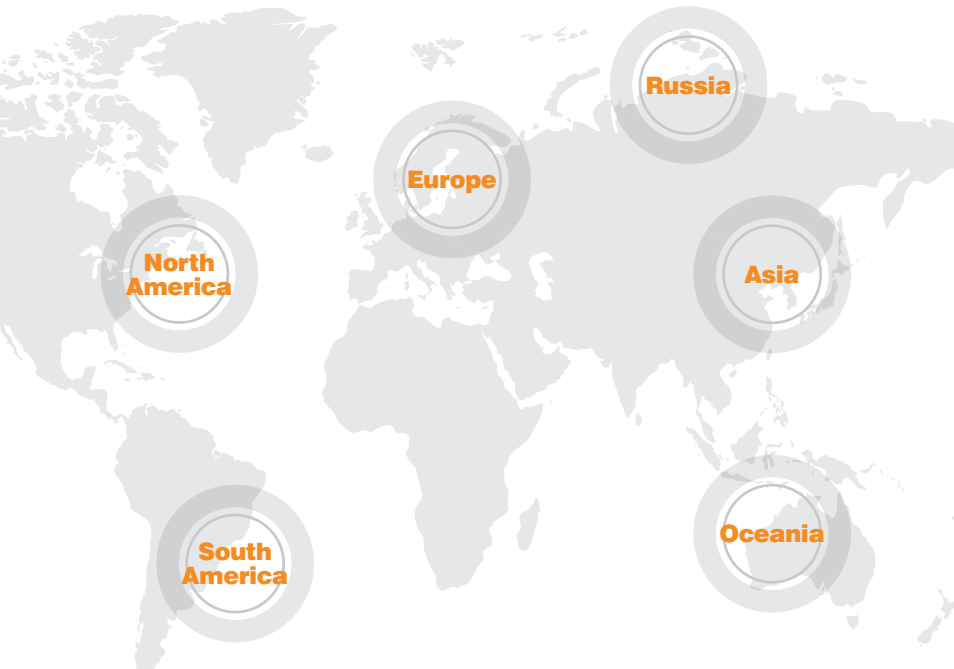 Russia
Europe
North
America
Asia
South
America
Oceania